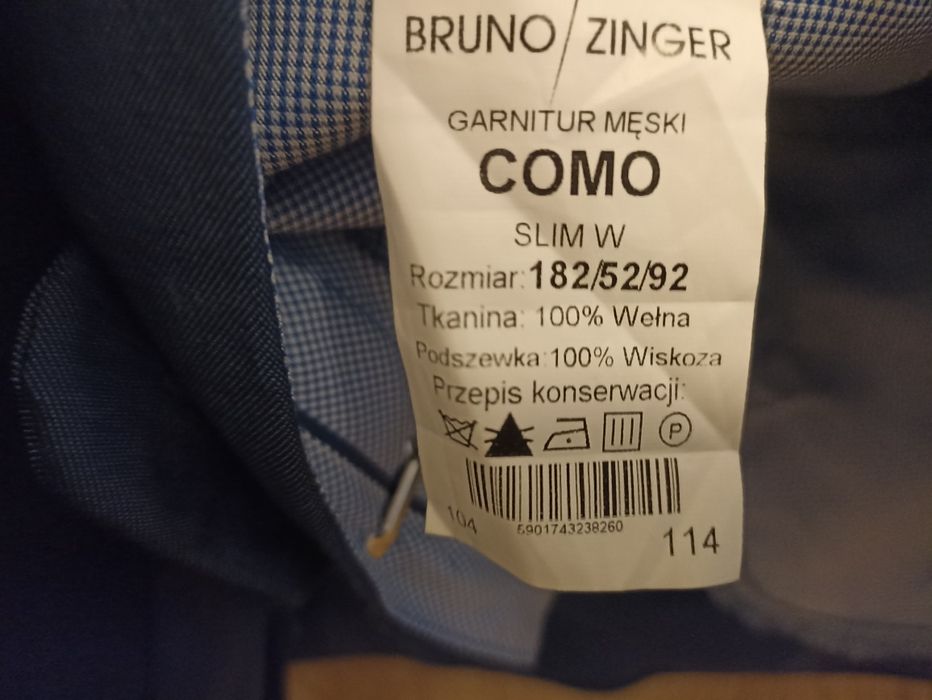 BRUNO/ZINGER
GARNITUR MĘSKI
COMO
SLIM W
Rozmiar:182/52/92
Tkanina: 100% Wełna
Podszewka:100% Wiskoza
Przepis konserwacji:
P
104 5901743238260 114